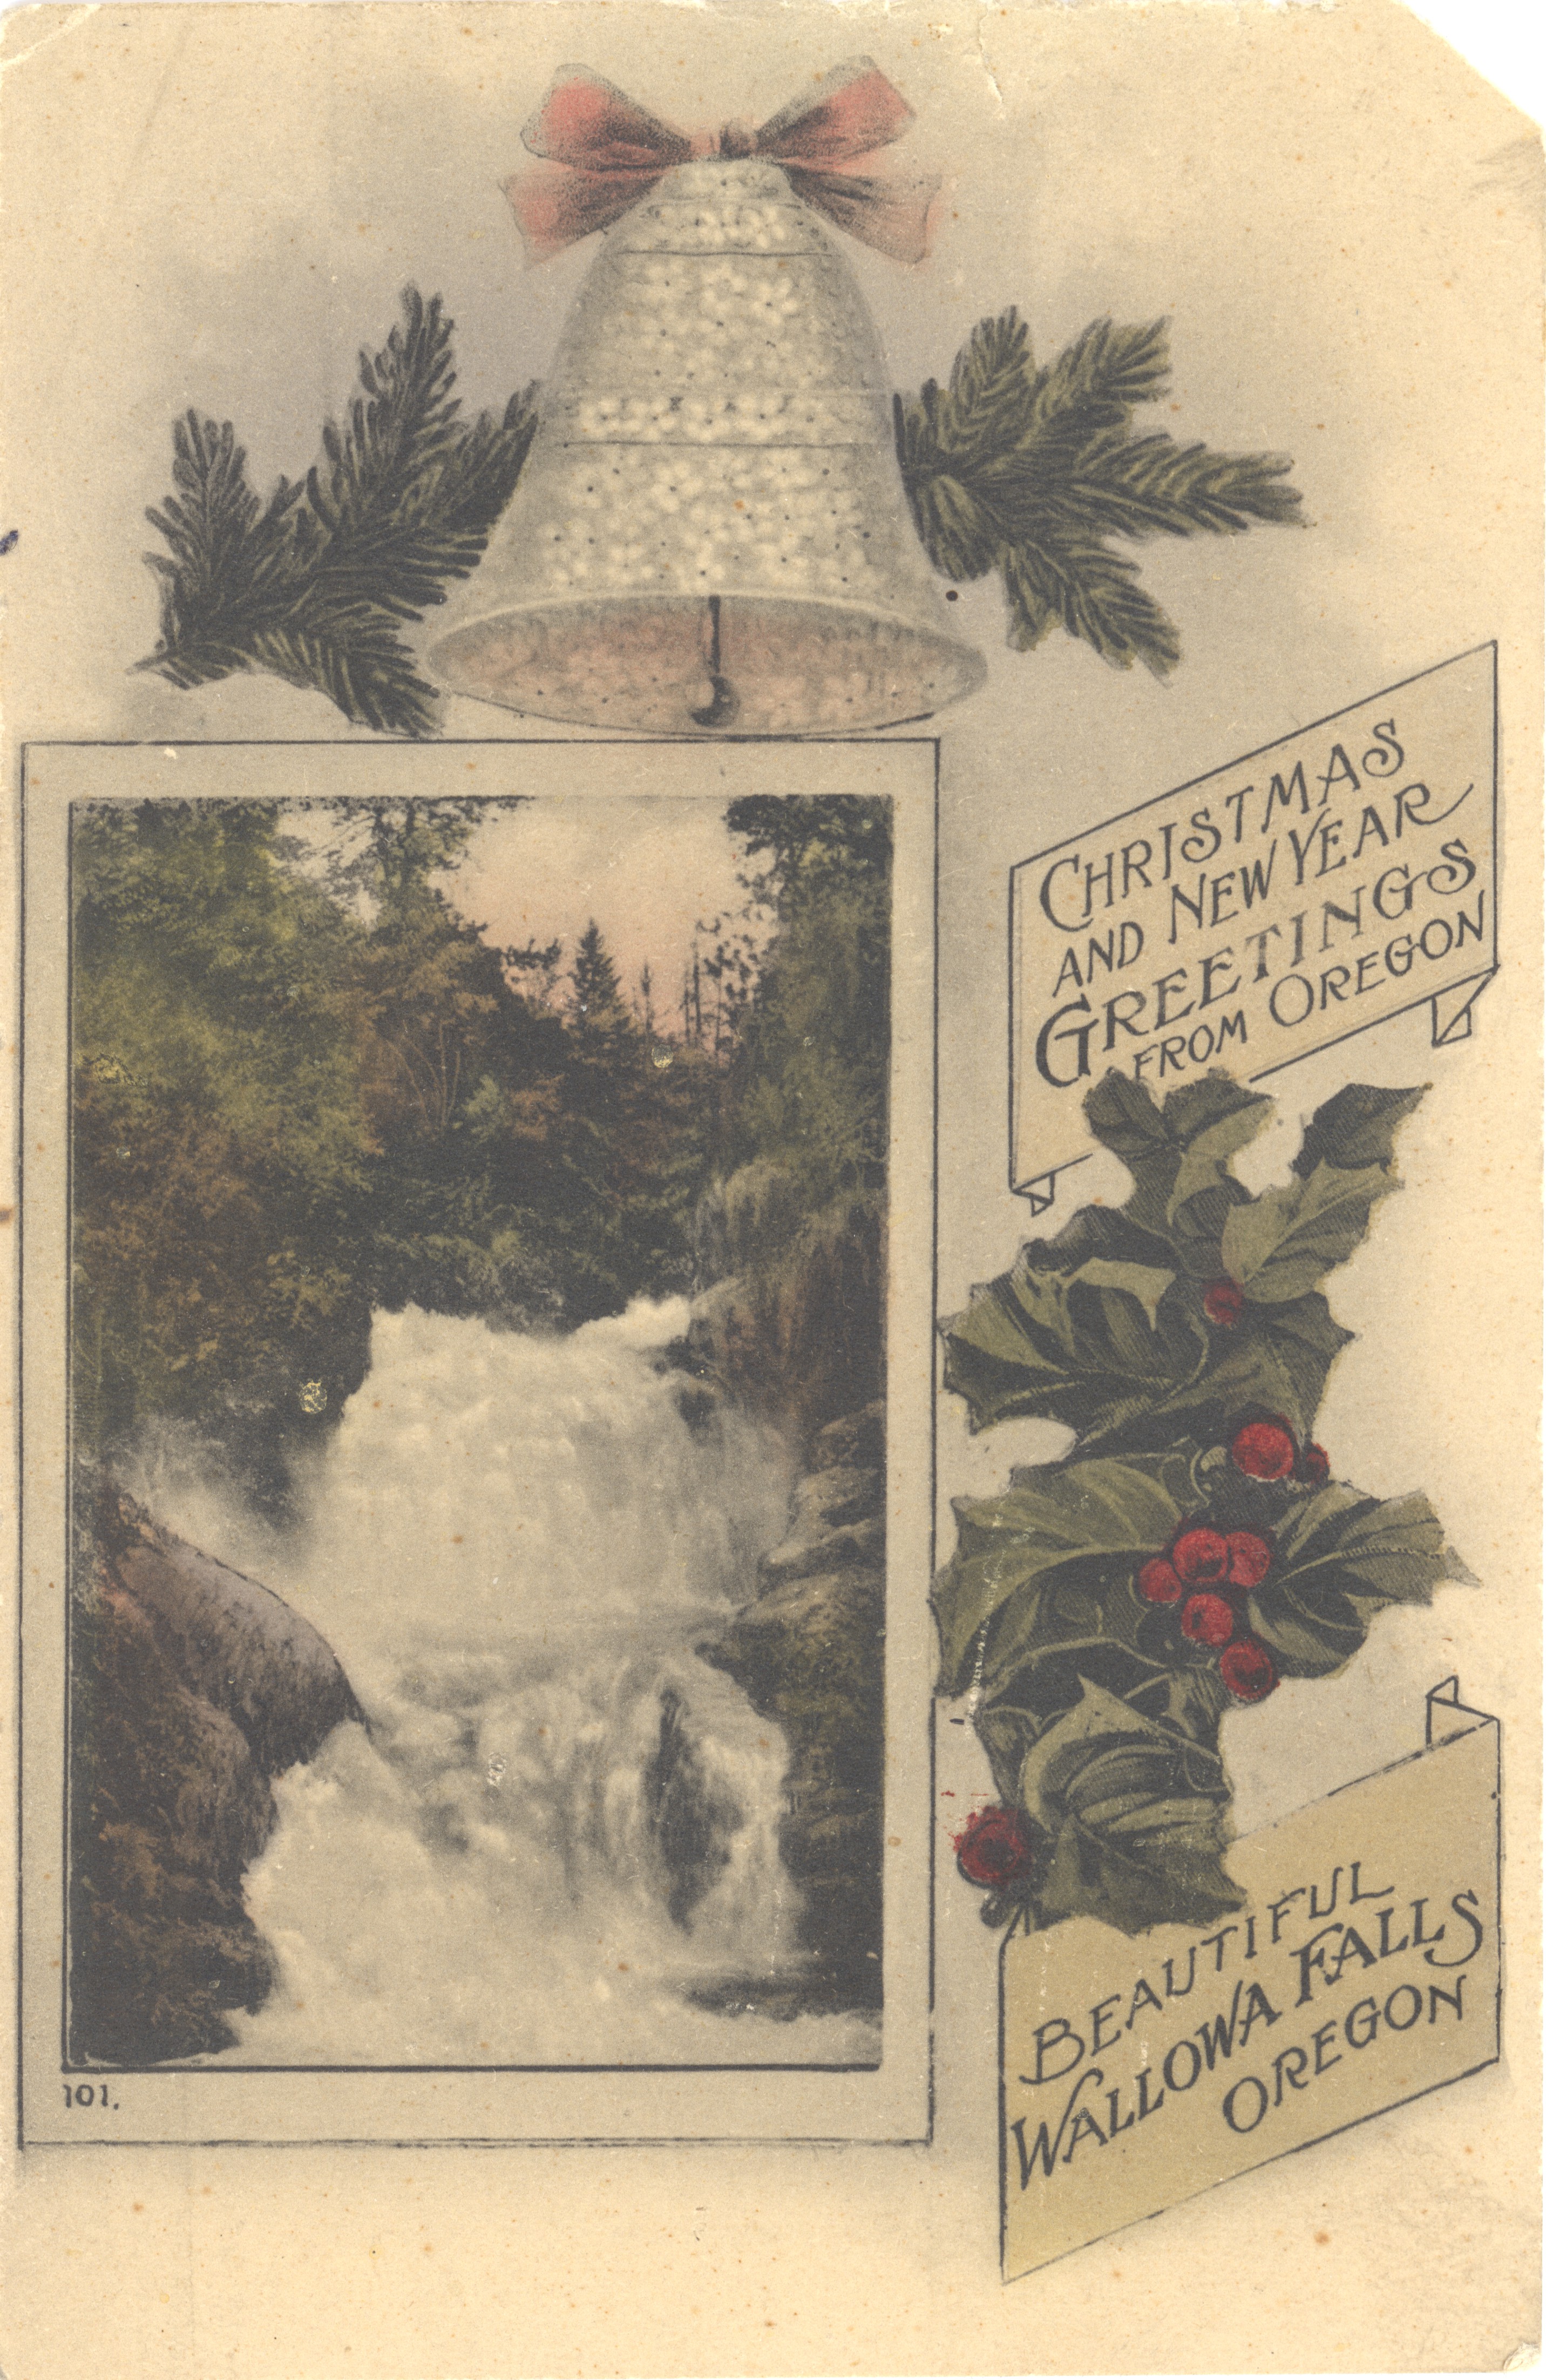 CHRISTMAS
AND NEW YEAR
GREETINGS
FROM OREGON
BEAUTIFUL
WALLOWA FALLS
OREGON
101.